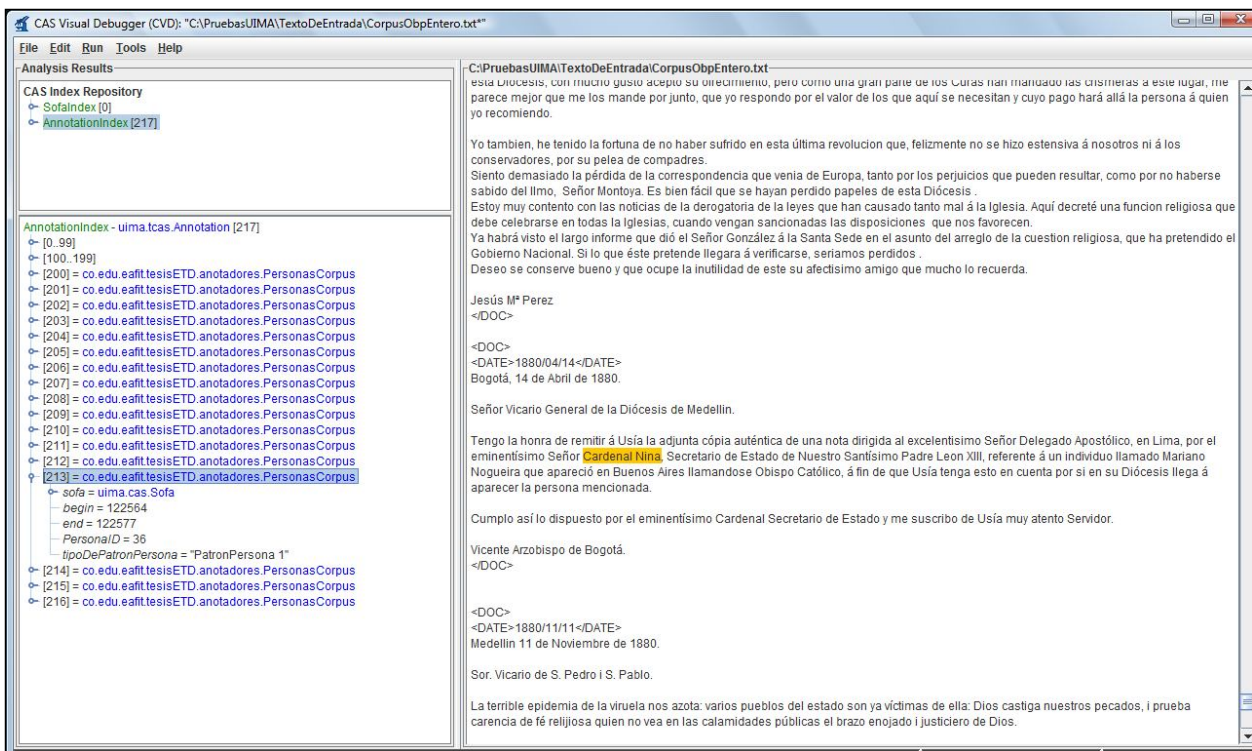 CAS Visual Debugger (CVD): "C:\PruebasUIMA\TextoDeEntrada\CorpusObpEntero.txt*"
File Edit Run Tools Help
Analysis Results
CAS Index Repository
SofaIndex [0]
AnnotationIndex [217]
AnnotationIndex - uima.tcas.Annotation [217]
[0..99]
[100..199]
[200] = co.edu.eafit.tesisETD.anotadores.PersonasCorpus
[201] = co.edu.eafit.tesisETD.anotadores.PersonasCorpus
[202] = co.edu.eafit.tesisETD.anotadores.PersonasCorpus
[203] = co.edu.eafit.tesisETD.anotadores.PersonasCorpus
[204] = co.edu.eafit.tesisETD.anotadores.PersonasCorpus
[205] = co.edu.eafit.tesisETD.anotadores.PersonasCorpus
[206] = co.edu.eafit.tesisETD.anotadores.PersonasCorpus
[207] = co.edu.eafit.tesisETD.anotadores.PersonasCorpus
[208] = co.edu.eafit.tesisETD.anotadores.PersonasCorpus
[209] = co.edu.eafit.tesisETD.anotadores.PersonasCorpus
[210] = co.edu.eafit.tesisETD.anotadores.PersonasCorpus
[211] = co.edu.eafit.tesisETD.anotadores.PersonasCorpus
[212] = co.edu.eafit.tesisETD.anotadores.PersonasCorpus
[213] = co.edu.eafit.tesisETD.anotadores.PersonasCorpus
sofa = uima.cas.Sofa
begin = 122564
end = 122577
PersonaID = 36
tipoDePatronPersona = "PatronPersona 1"
[214] = co.edu.eafit.tesisETD.anotadores.PersonasCorpus
[215] = co.edu.eafit.tesisETD.anotadores.PersonasCorpus
[216] = co.edu.eafit.tesisETD.anotadores.PersonasCorpus
C:\PruebasUIMA\TextoDeEntrada\CorpusObpEntero.txt
esta Diócesis, con mucho gusto acepto su ofrecimiento, pero como una gran parte de los Curas han mandado las crismeras a este lugar, me
parece mejor que me los mande por junto, que yo respondo por el valor de los que aquí se necesitan y cuyo pago hará allá la persona á quien
yo recomiendo.
Yo tambien, he tenido la fortuna de no haber sufrido en esta última revolucion que, felizmente no se hizo estensiva á nosotros ni á los
conservadores, por su pelea de compadres.
Siento demasiado la pérdida de la correspondencia que venia de Europa, tanto por los perjuicios que pueden resultar, como por no haberse
sabido del Ilmo, Señor Montoya. Es bien fácil que se hayan perdido papeles de esta Diócesis .
Estoy muy contento con las noticias de la derogatoria de la leyes que han causado tanto mal á la Iglesia. Aquí decreté una funcion religiosa que
debe celebrarse en todas la Iglesias, cuando vengan sancionadas las disposiciones que nos favorecen.
Ya habrá visto el largo informe que dió el Señor González á la Santa Sede en el asunto del arreglo de la cuestion religiosa, que ha pretendido el
Gobierno Nacional. Si lo que éste pretende llegara á verificarse, seriamos perdidos .
Deseo se conserve bueno y que ocupe la inutilidad de este su afectisimo amigo que mucho lo recuerda.
Jesús Mª Perez
</DOC>
<DOC>
<DATE>1880/04/14</DATE>
Bogotá, 14 de Abril de 1880.
Señor Vicario General de la Diócesis de Medellin.
Tengo la honra de remitir á Usía la adjunta cópia auténtica de una nota dirigida al excelentisimo Señor Delegado Apostólico, en Lima, por el
eminentísimo Señor Cardenal Nina, Secretario de Estado de Nuestro Santísimo Padre Leon XIII, referente á un individuo llamado Mariano
Nogueira que apareció en Buenos Aires llamandose Obispo Católico, á fin de que Usía tenga esto en cuenta por si en su Diócesis llega á
aparecer la persona mencionada.
Cumplo así lo dispuesto por el eminentísimo Cardenal Secretario de Estado y me suscribo de Usía muy atento Servidor.
Vicente Arzobispo de Bogotá.
</DOC>
<DOC>
<DATE>1880/11/11</DATE>
Medellin 11 de Noviembre de 1880.
Sor. Vicario de S. Pedro i S. Pablo.
La terrible epidemia de la viruela nos azota: varios pueblos del estado son ya víctimas de ella: Dios castiga nuestros pecados, i prueba
carencia de fé relijiosa quien no vea en las calamidades públicas el brazo enojado i justiciero de Dios.